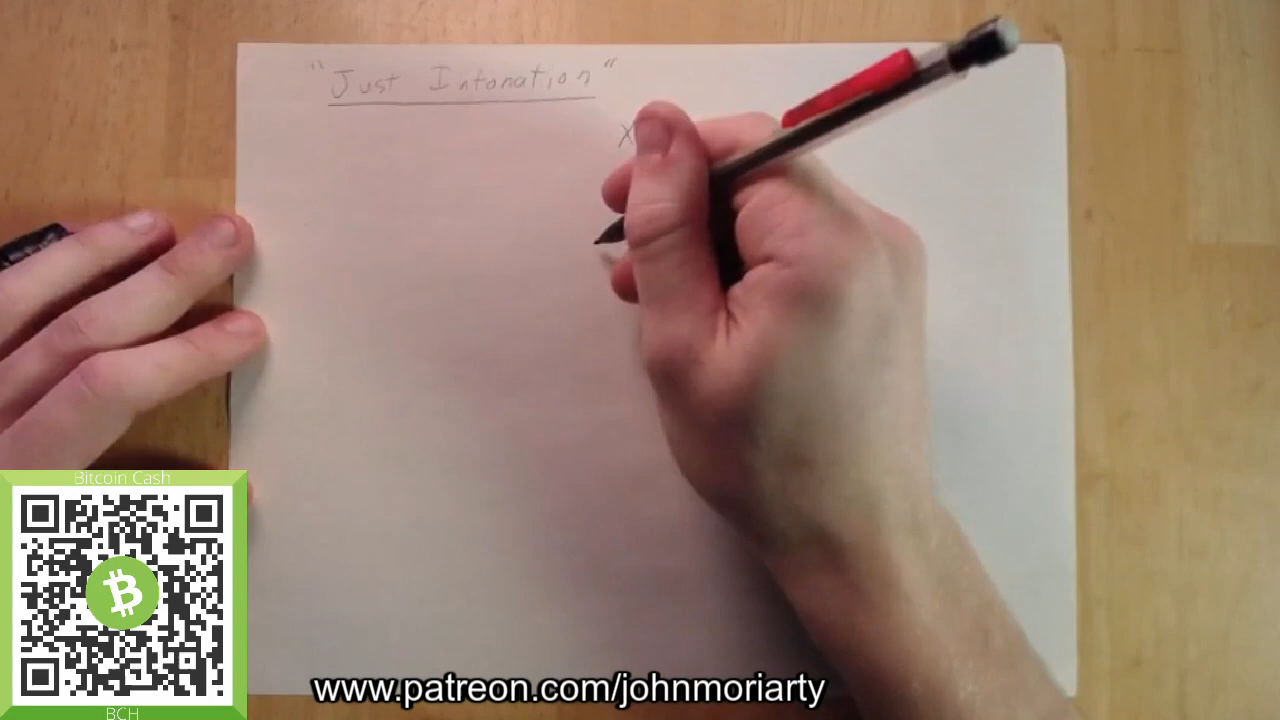 "Just Intonation"
x
Bitcoin Cash
BCH
www.patreon.com/johnmoriarty